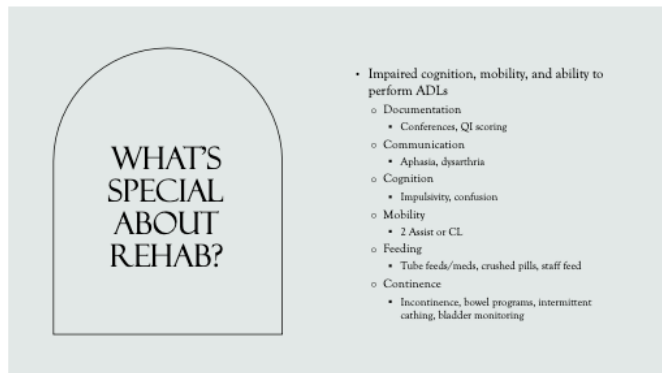 WHAT'S
SPECIAL
ABOUT
REHAB?
• Impaired cognition, mobility, and ability to
perform ADLs
o Documentation
▪ Conferences, QI scoring
o Communication
▪ Aphasia, dysarthria
o Cognition
▪ Impulsivity, confusion
o Mobility
▪ 2 Assist or CL
o Feeding
▪ Tube feeds/meds, crushed pills, staff feed
o Continence
▪ Incontinence, bowel programs, intermittent
cathing, bladder monitoring